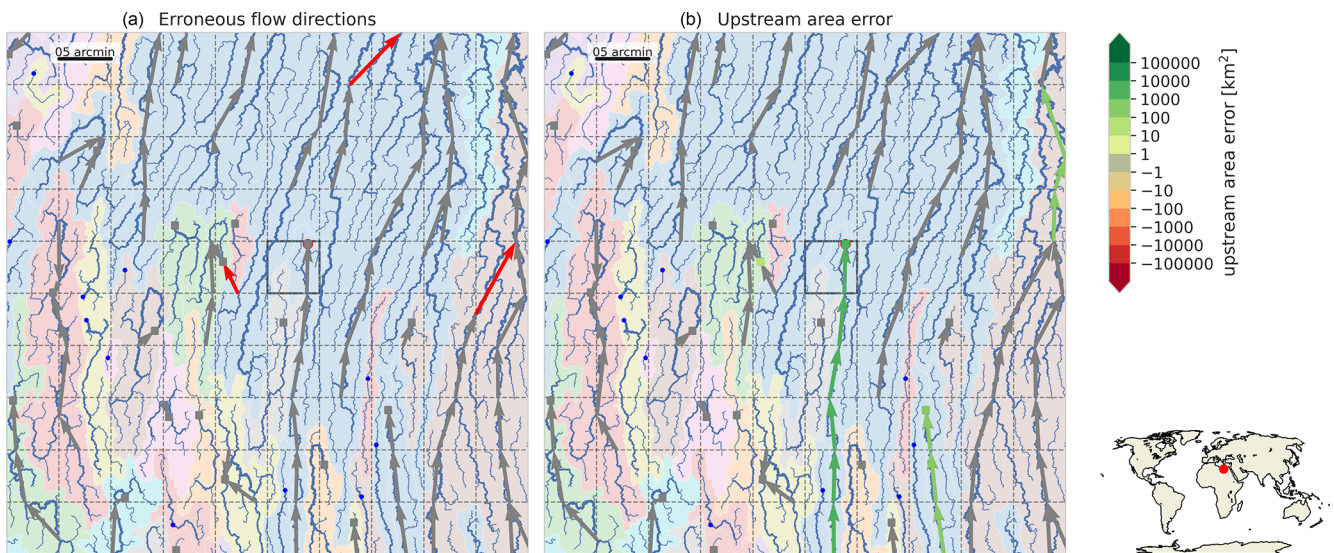 (a) Erroneous flow directions
(b) Upstream area error
05 arcmin
05 arcmin
100000
10000
1000
100
10
1
−1
−10
−100
−1000
−10000
−100000
upstream area error [km²]